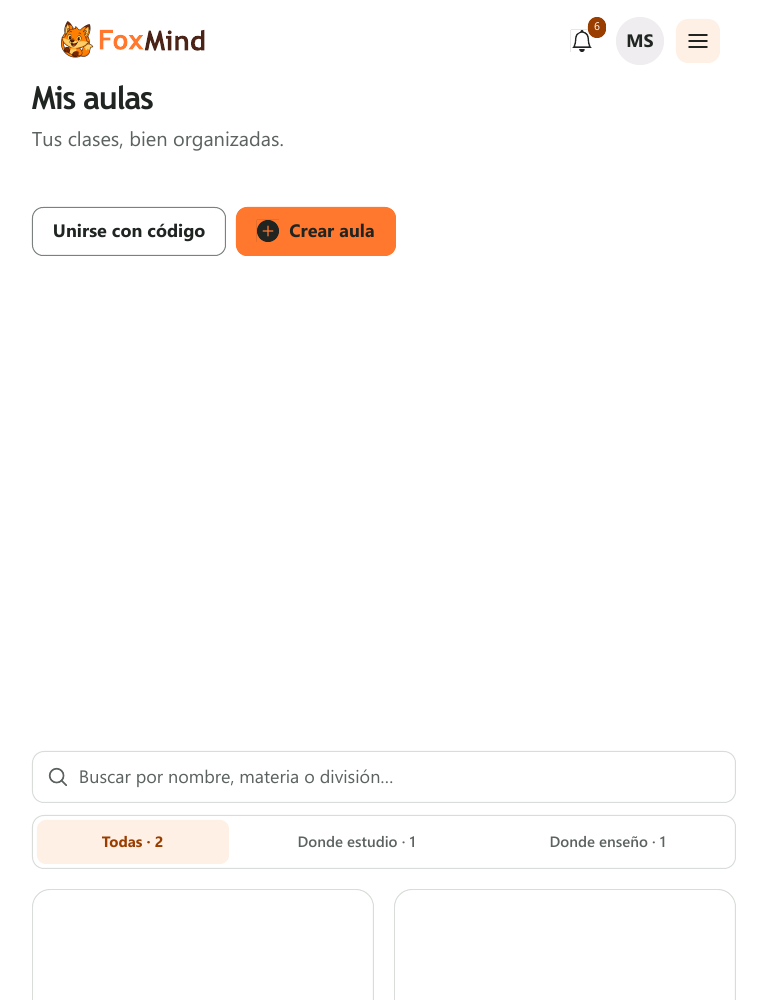 FoxMind
6
MS
Mis aulas
Tus clases, bien organizadas.
Unirse con código
Crear aula
Buscar por nombre, materia o división...
Todas · 2
Donde estudio · 1
Donde enseño · 1